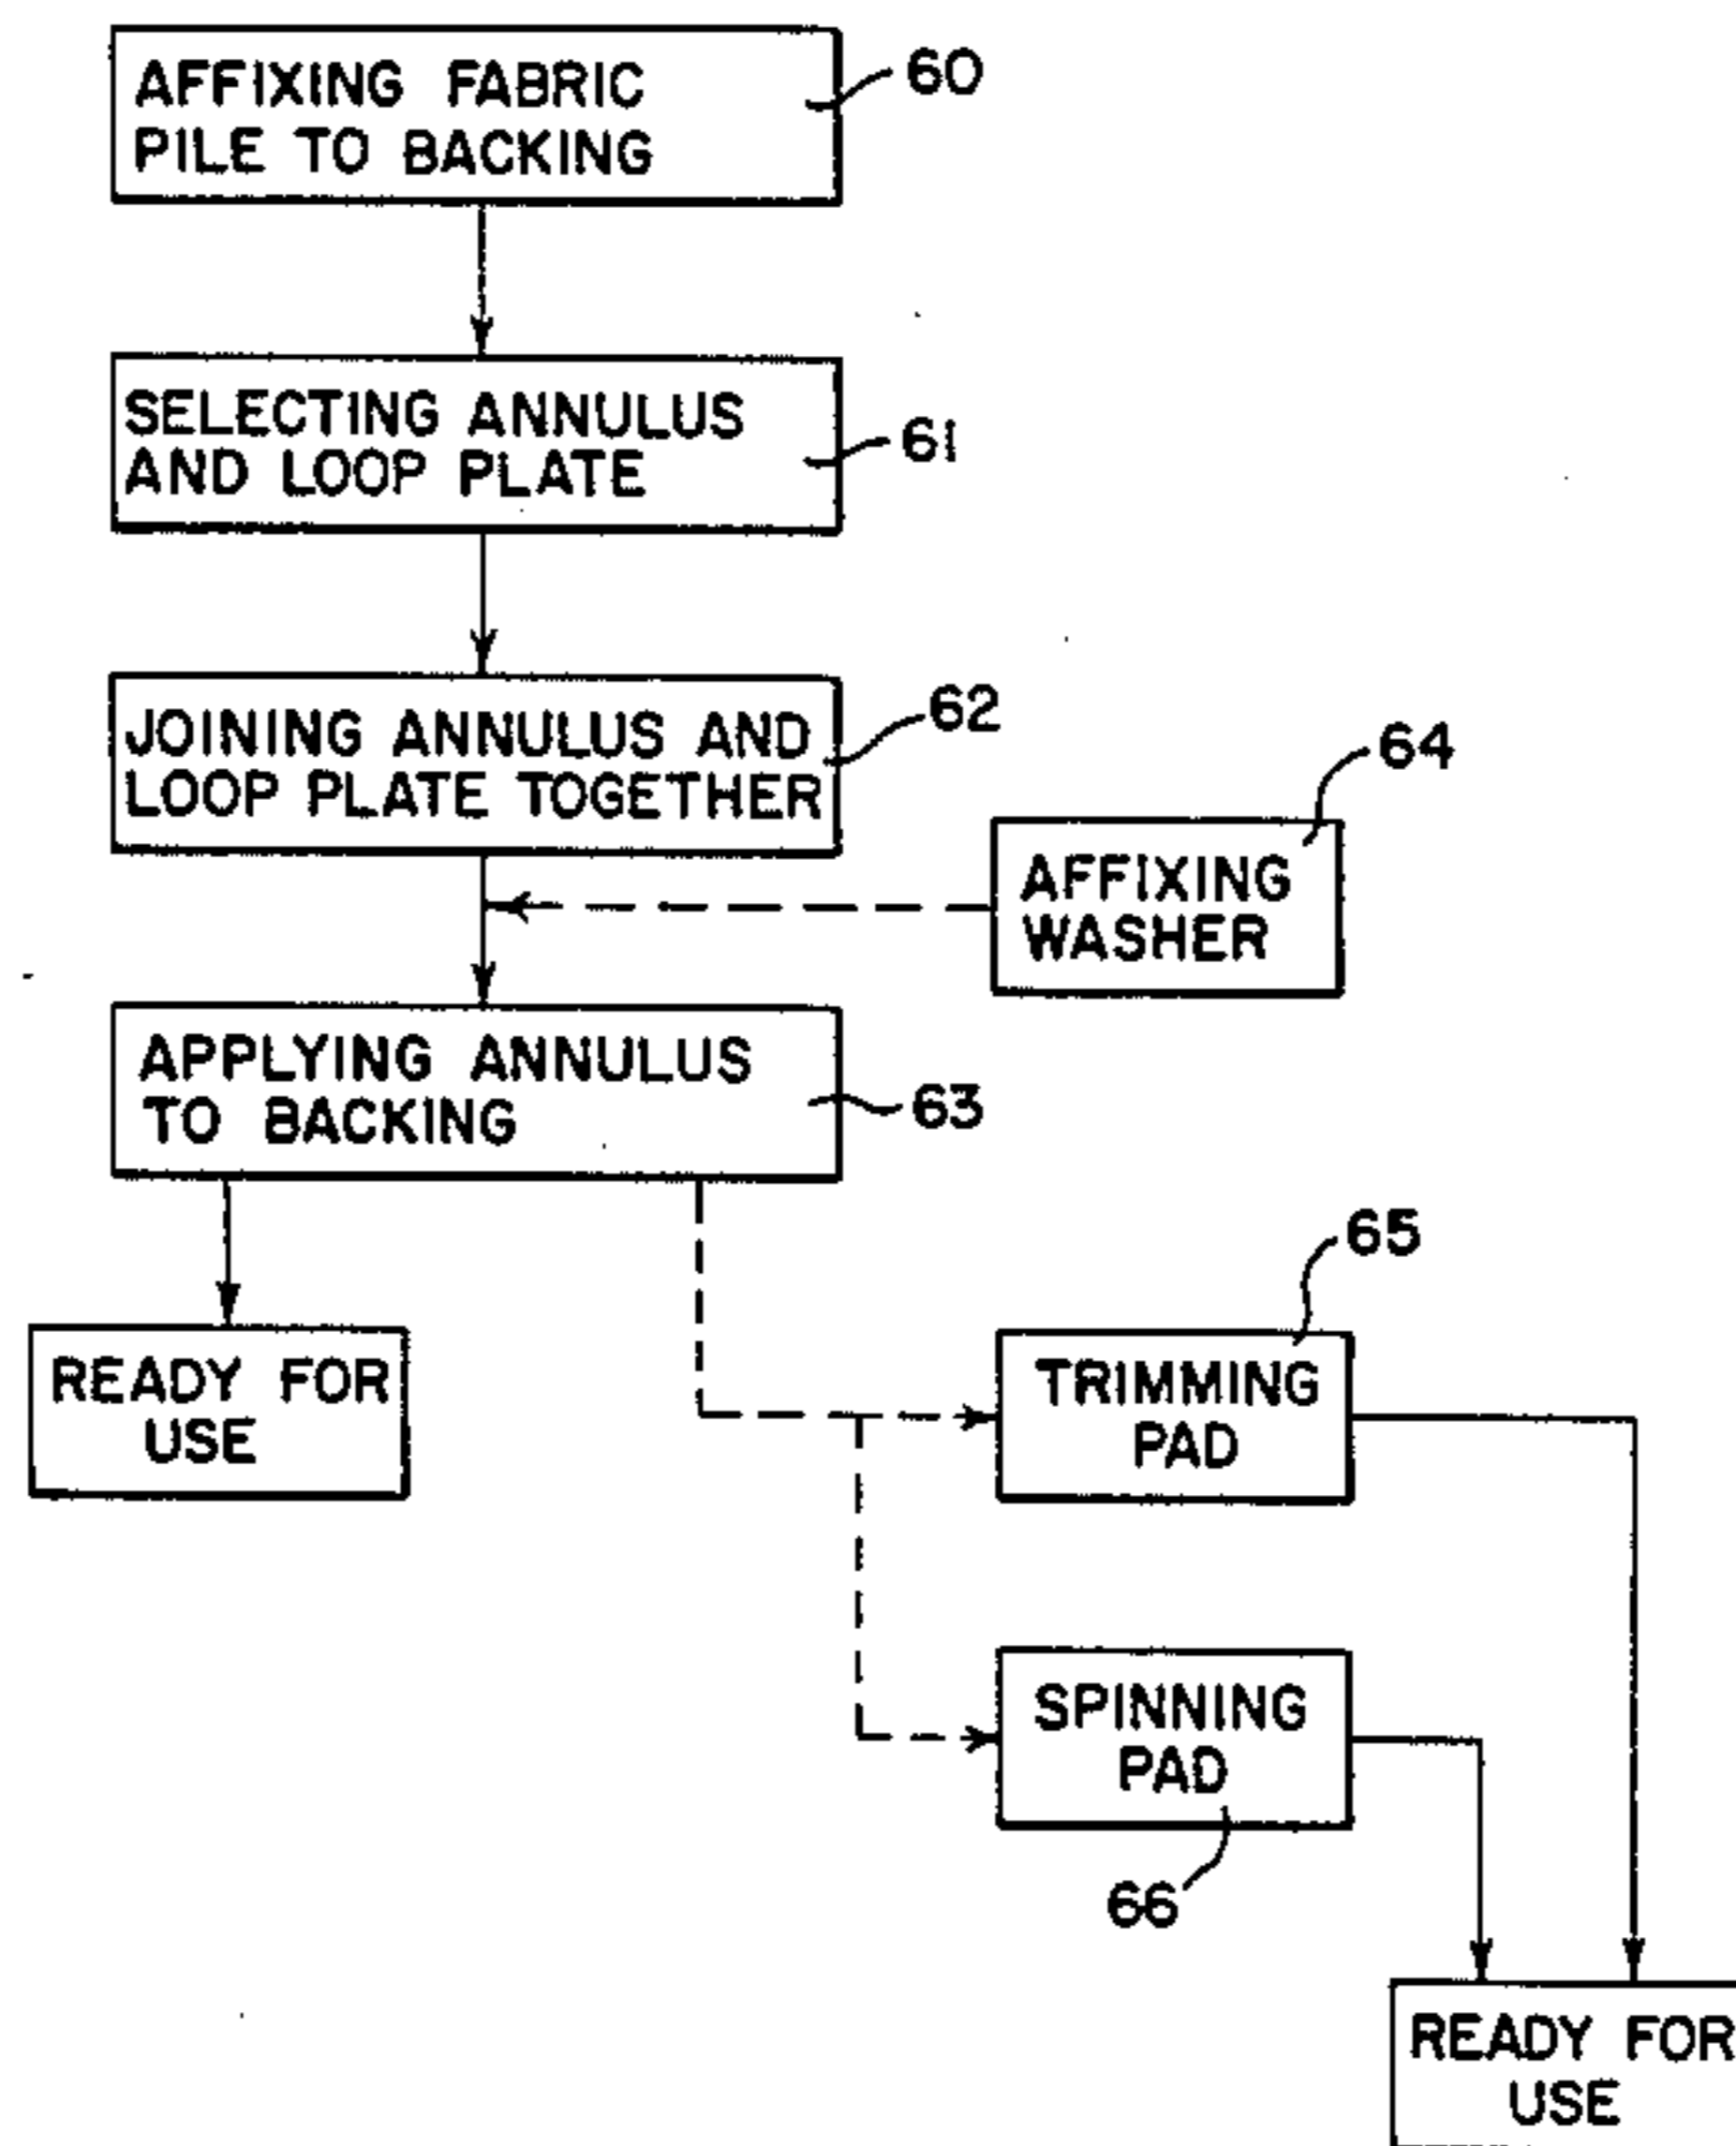 AFFIXING FABRIC
PILE TO BACKING
60
SELECTING ANNULUS
AND LOOP PLATE
61
JOINING ANNULUS AND
LOOP PLATE TOGETHER
62
64
AFFIXING
WASHER
APPLYING ANNULUS
TO BACKING
63
READY FOR
USE
65
TRIMMING
PAD
SPINNING
PAD
66
READY FOR
USE